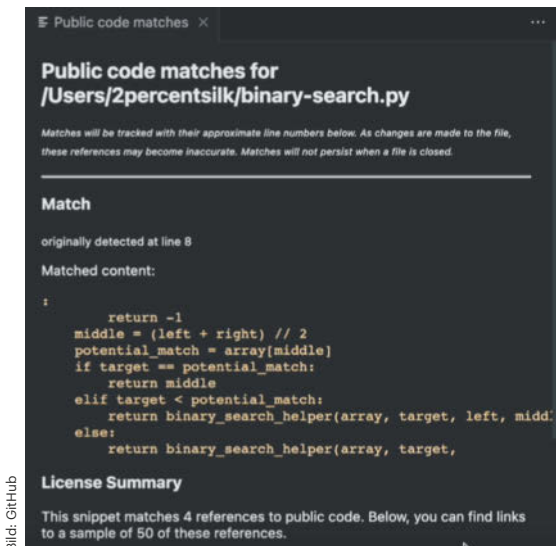 Public code matches ×
Public code matches for
/Users/2percentsilk/binary-search.py
Matches will be tracked with their approximate line numbers below. As changes are made to the file,
these references may become inaccurate. Matches will not persist when a file is closed.
Match
originally detected at line 8
Matched content:
:
        return -1
    middle = (left + right) // 2
    potential_match = array[middle]
    if target == potential_match:
        return middle
    elif target < potential_match:
        return binary_search_helper(array, target, left, midd
    else:
        return binary_search_helper(array, target,
License Summary
This snippet matches 4 references to public code. Below, you can find links
to a sample of 50 of these references.
Bild: GitHub